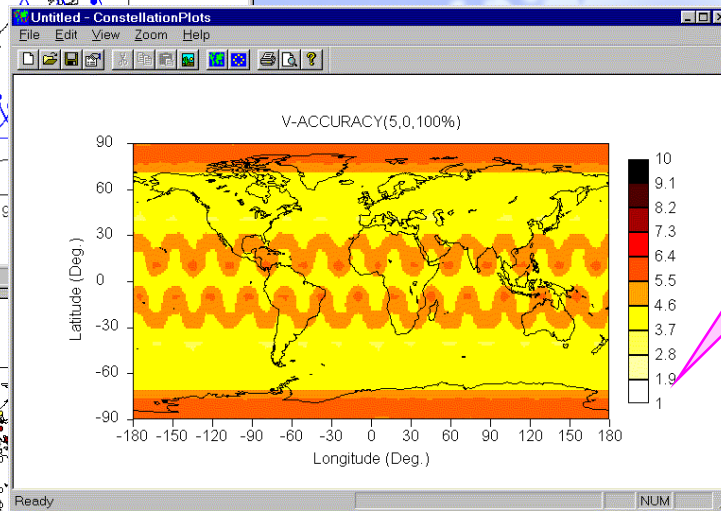 Untitled - ConstellationPlots
File Edit View Zoom Help
V-ACCURACY(5,0,100%)
Latitude (Deg.)
90
60
30
0
-30
-60
-90
-180 -150 -120 -90 -60 -30 0 30 60 90 120 150 180
Longitude (Deg.)
10
9.1
8.2
7.3
6.4
5.5
4.6
3.7
2.8
1.9
1
Ready
NUM